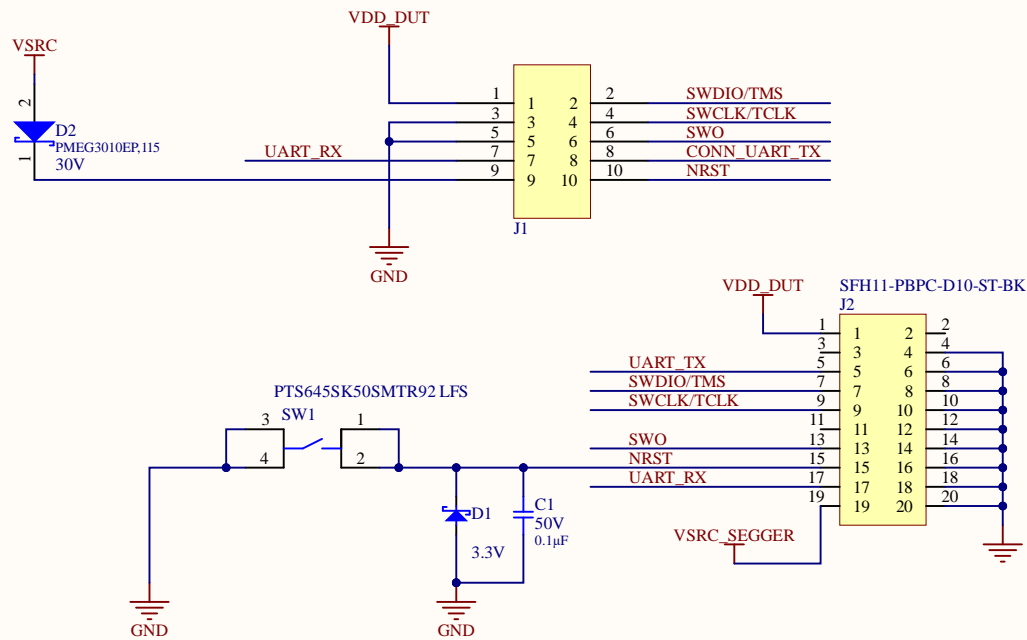 VDD_DUT
VSRC
2
D2
PMEG3010EP,115
30V
1
1 1 2 2 SWDIO/TMS
3 3 4 4 SWCLK/TCLK
5 5 6 6 SWO
UART_RX 7 7 8 8 CONN_UART_TX
9 9 10 10 NRST
J1
GND
VDD_DUT
SFH11-PBPC-D10-ST-BK
J2
1 1 2 2
3 3 4 4
UART_TX 5 5 6 6
SWDIO/TMS 7 7 8 8
SWCLK/TCLK 9 9 10 10
11 11 12 12
SWO 13 13 14 14
NRST 15 15 16 16
UART_RX 17 17 18 18
19 19 20 20
VSRC_SEGGER
PTS645SK50SMTR92 LFS
SW1
3 1
4 2
D1
3.3V
C1
50V
0.1μF
GND
GND